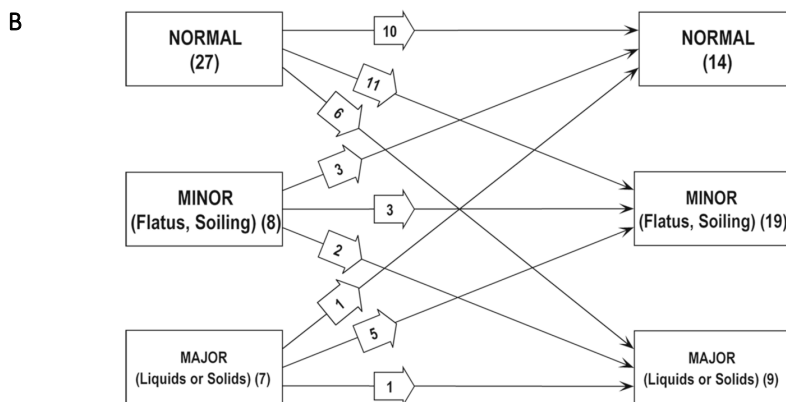 B
NORMAL
(27)
10
NORMAL
(14)
11
6
3
MINOR
(Flatus, Soiling) (8)
3
MINOR
(Flatus, Soiling) (19)
2
1
5
MAJOR
(Liquids or Solids) (7)
1
MAJOR
(Liquids or Solids) (9)